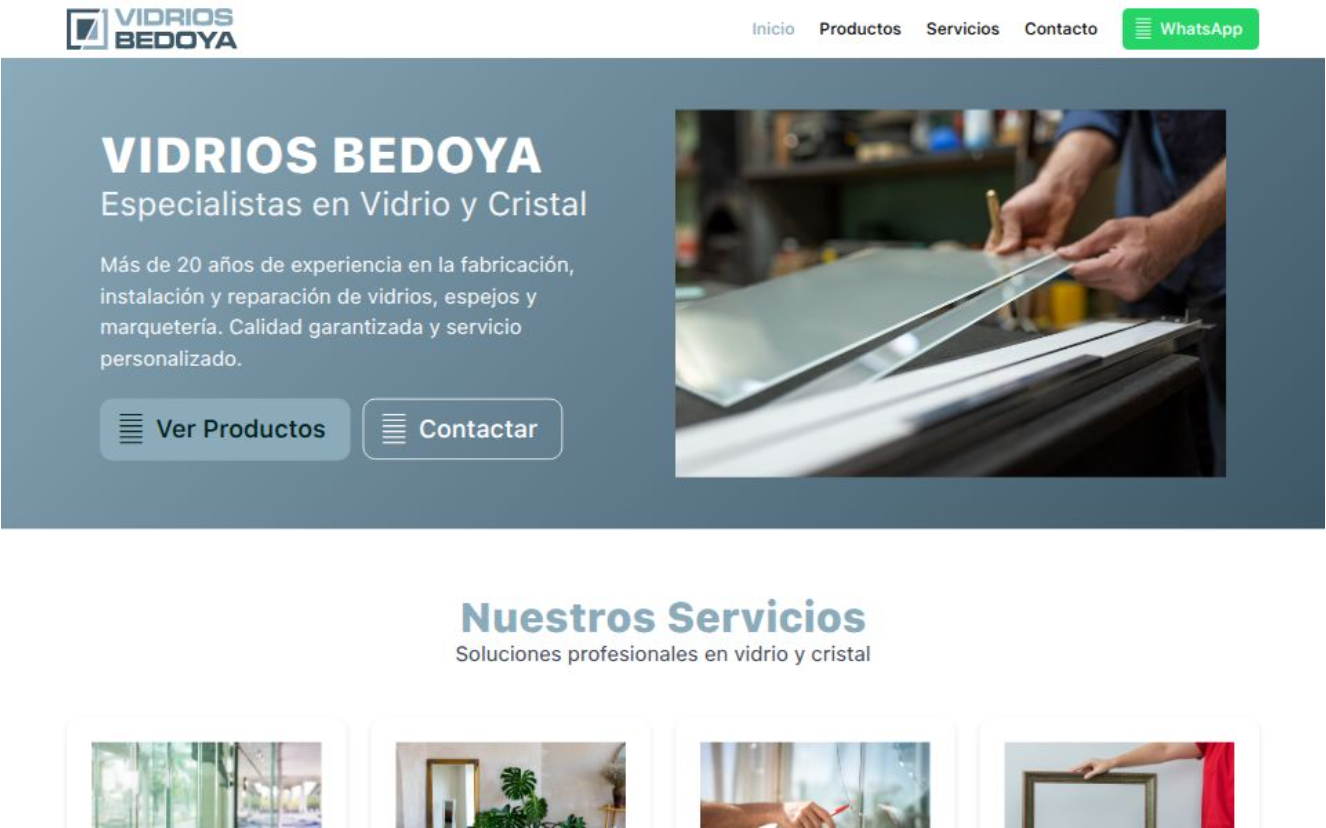 VIDRIOS
BEDOYA
Inicio Productos Servicios Contacto WhatsApp
VIDRIOS BEDOYA
Especialistas en Vidrio y Cristal
Más de 20 años de experiencia en la fabricación,
instalación y reparación de vidrios, espejos y
marquetería. Calidad garantizada y servicio
personalizado.
Ver Productos Contactar
Nuestros Servicios
Soluciones profesionales en vidrio y cristal